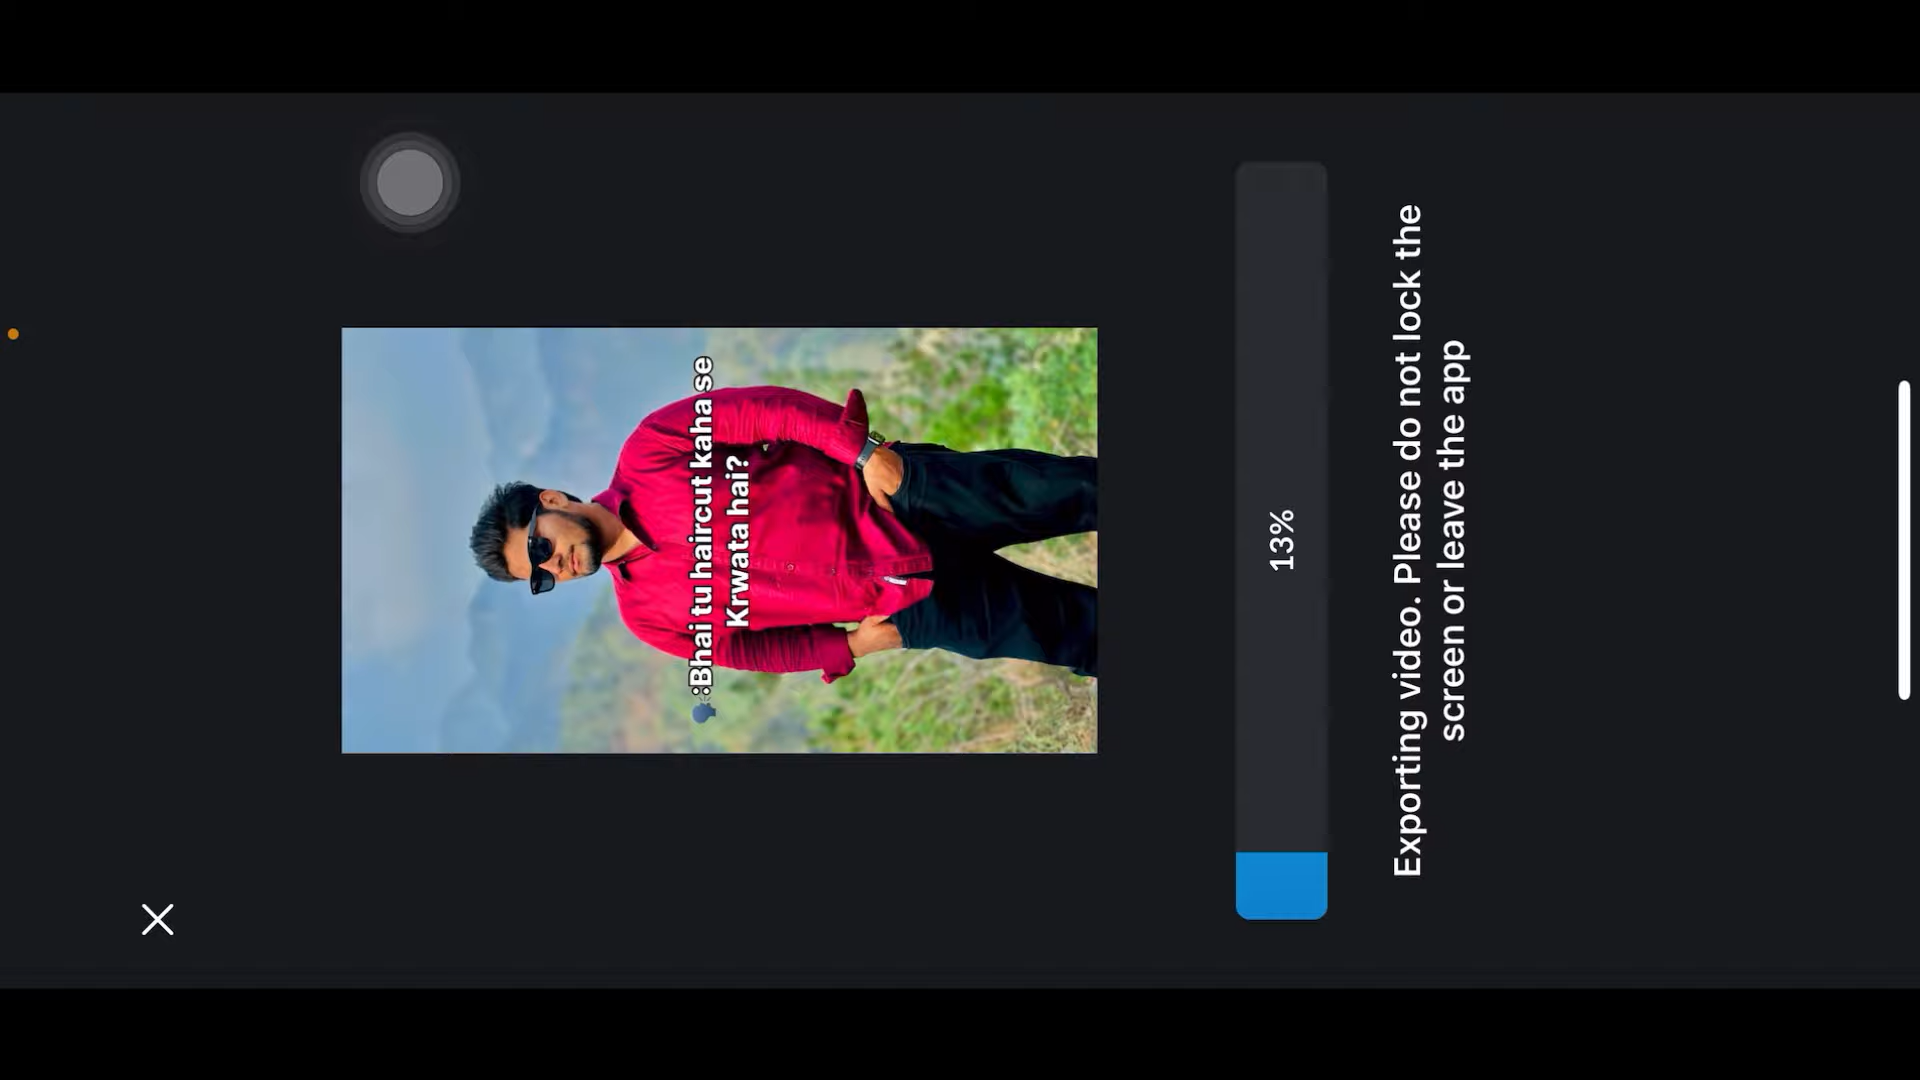 🗣️:Bhai tu haircut kaha se
Krwata hai?
13%
Exporting video. Please do not lock the
screen or leave the app